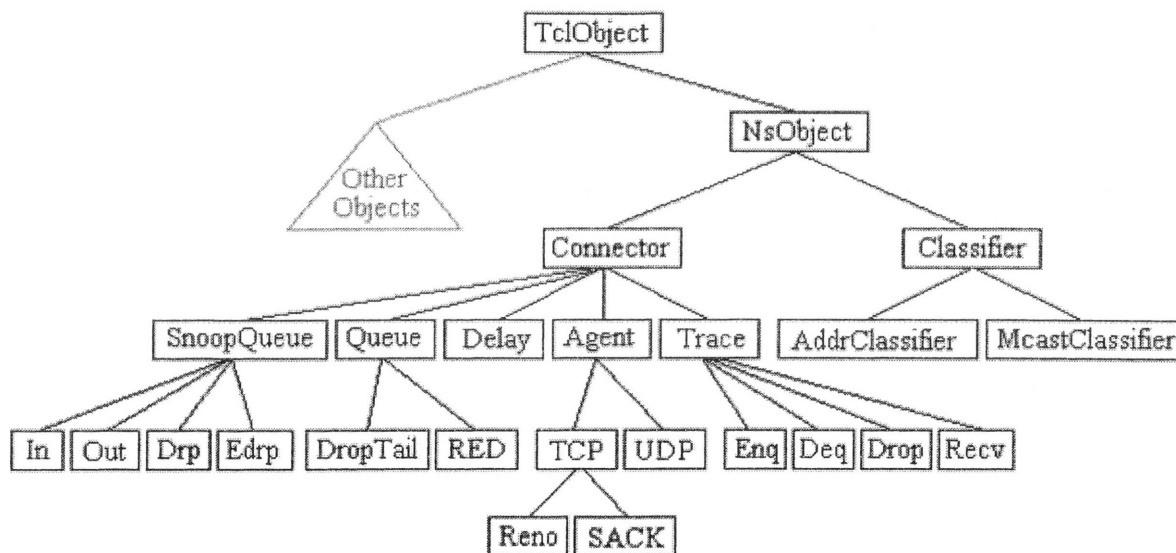 TclObject
NsObject
Other
Objects
Connector
Classifier
SnoopQueue
Queue
Delay
Agent
Trace
AddrClassifier
McastClassifier
In
Out
Drp
Edrp
DropTail
RED
TCP
UDP
Enq
Deq
Drop
Recv
Reno
SACK